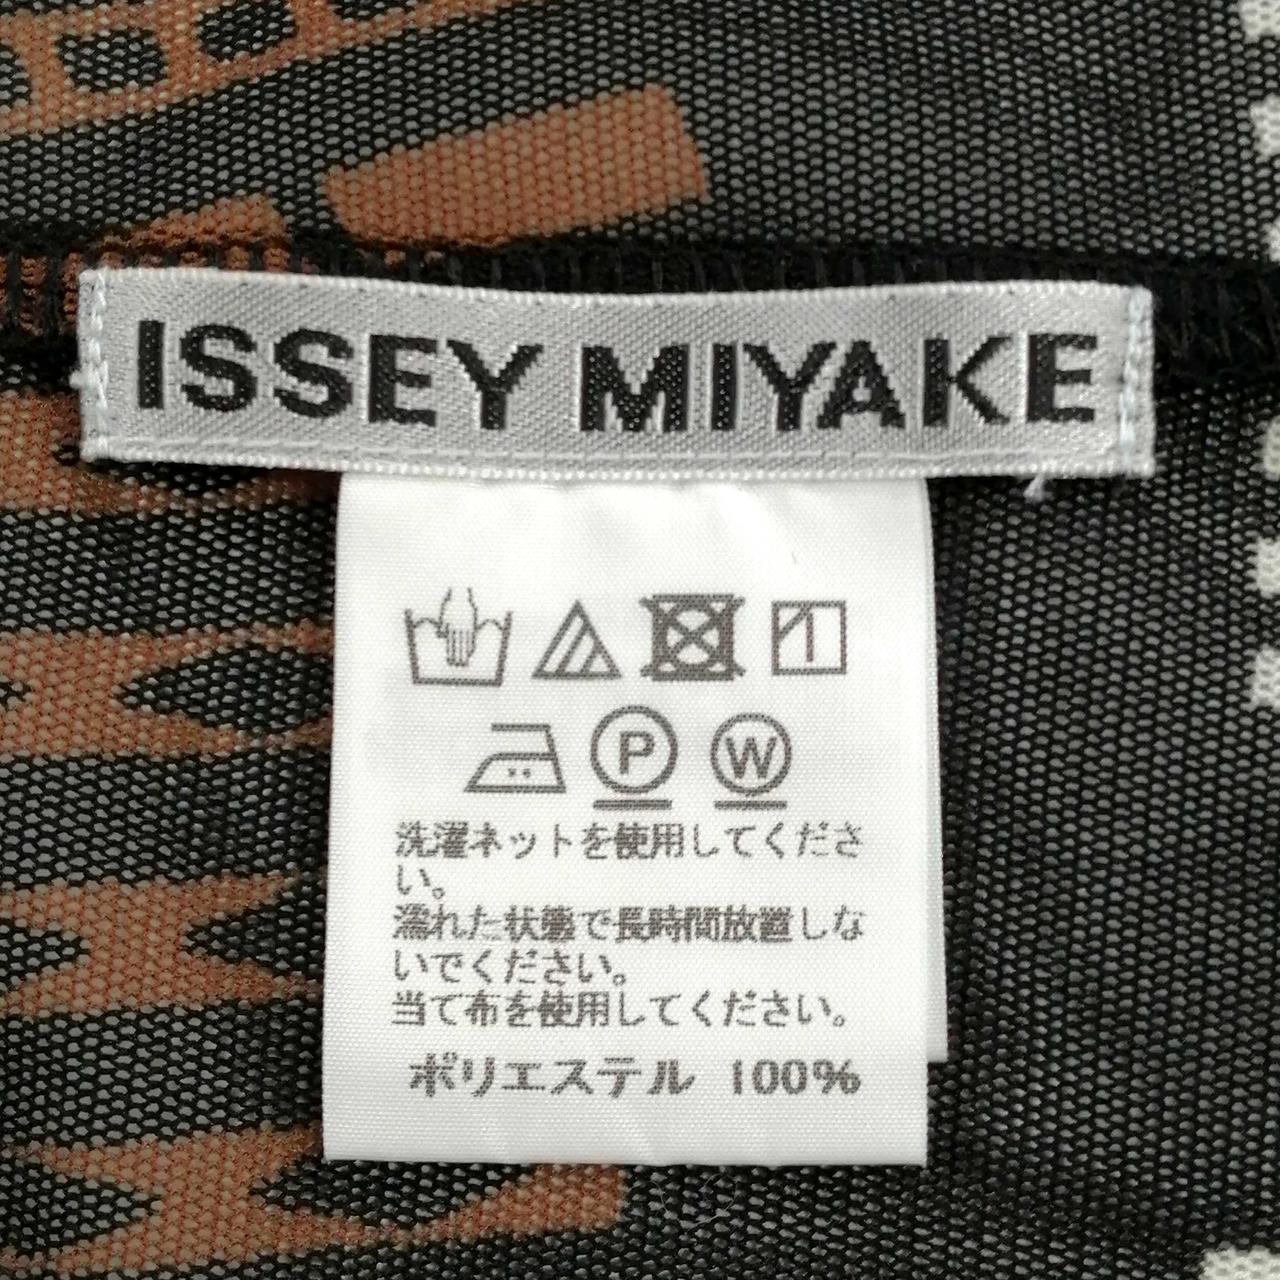 ISSEY MIYAKE
P W
洗濯ネットを使用してくださ
い。
濡れた状態で長時間放置しな
いでください。
当て布を使用してください。
ポリエステル 100%